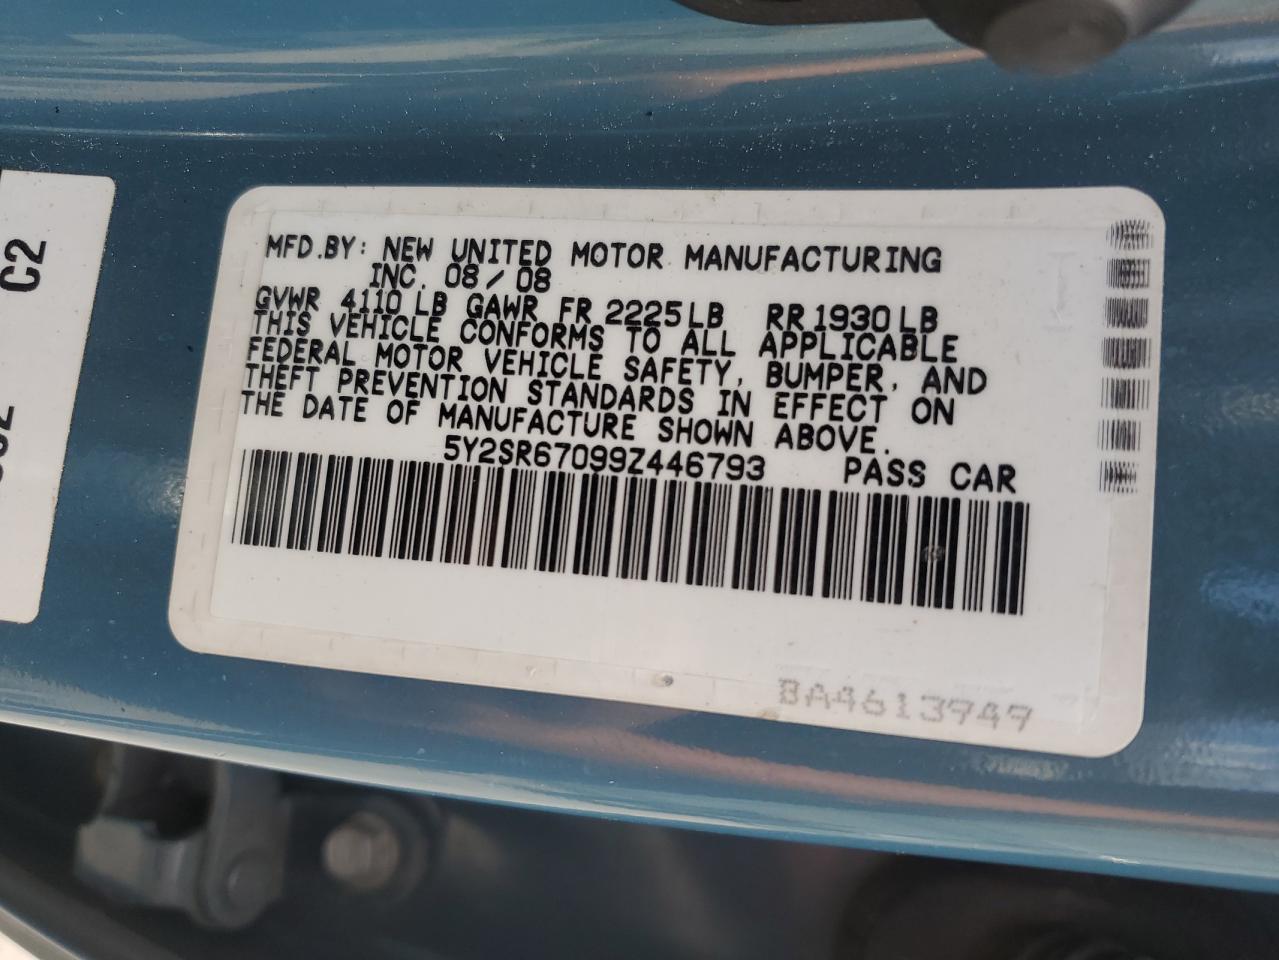 MFD.BY: NEW UNITED MOTOR MANUFACTURING
INC. 08/08
GVWR 4110 LB GAWR FR 2225 LB RR 1930 LB
THIS VEHICLE CONFORMS TO ALL APPLICABLE
FEDERAL MOTOR VEHICLE SAFETY, BUMPER, AND
THEFT PREVENTION STANDARDS IN EFFECT ON
THE DATE OF MANUFACTURE SHOWN ABOVE.
5Y2SR67099Z446793 PASS CAR
BA4613949
C2